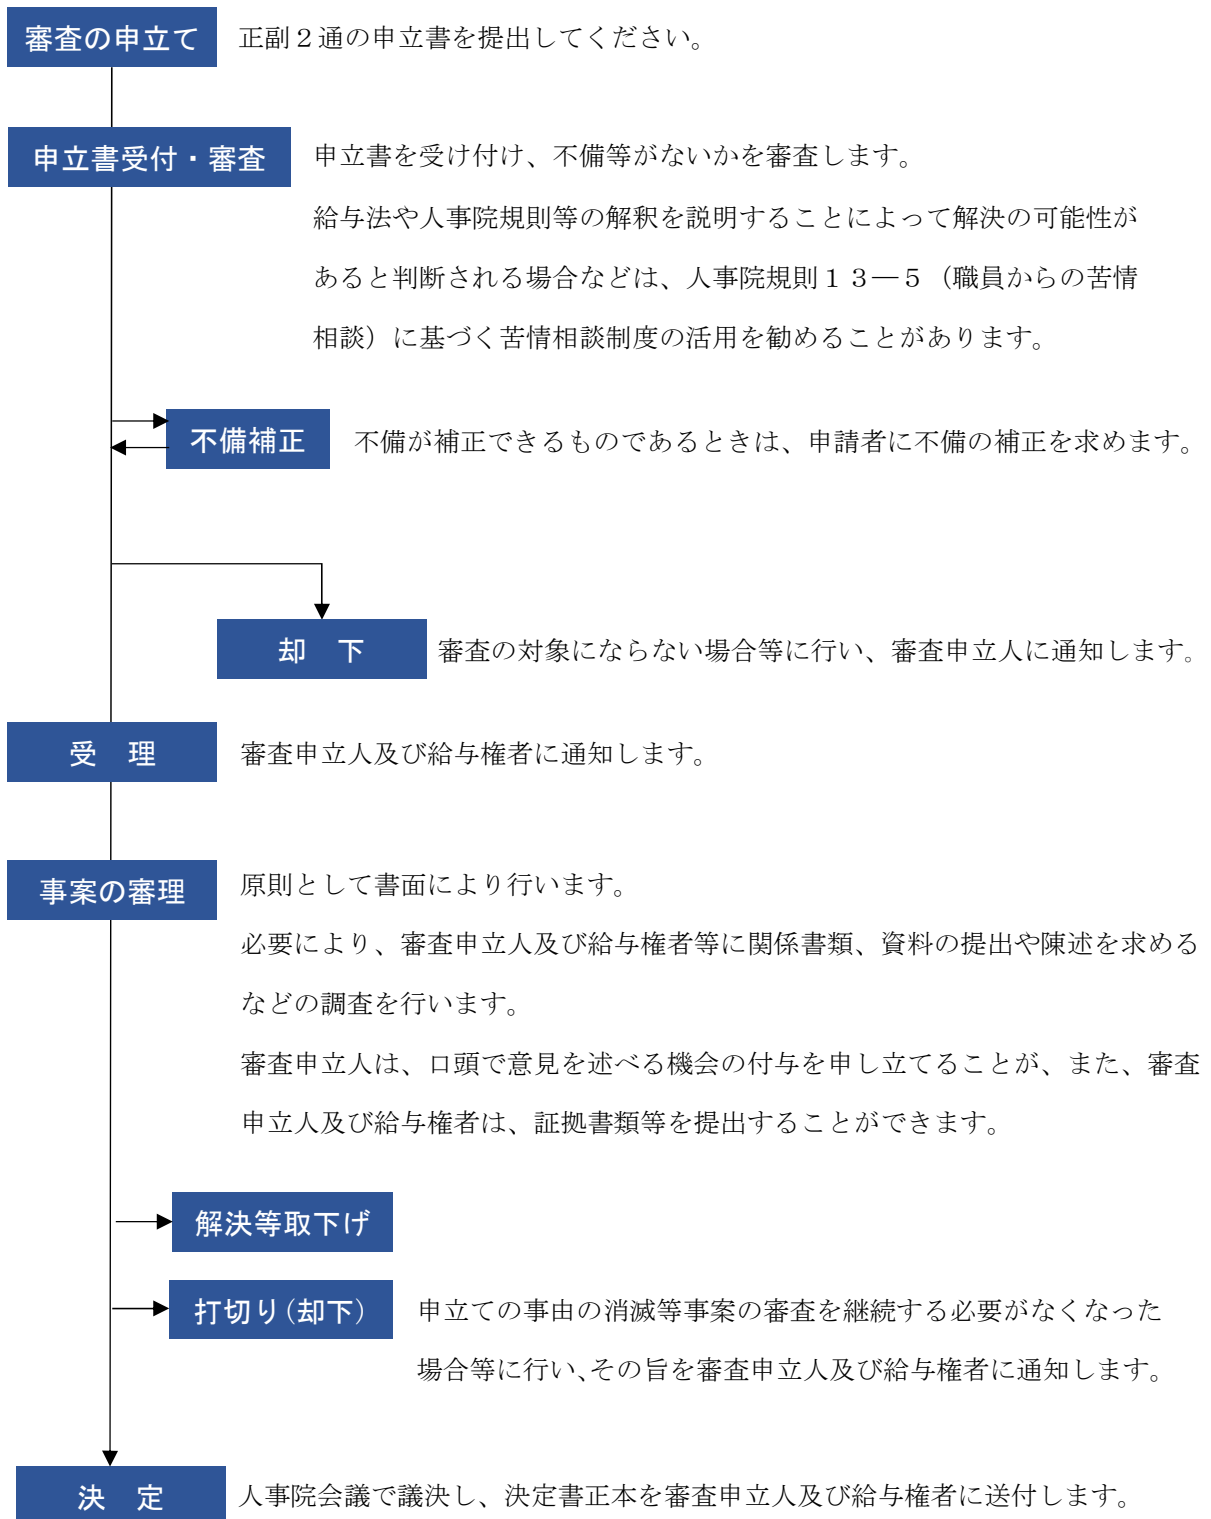 審査の申立て 正副２通の申立書を提出してください。
申立書受付・審査 申立書を受け付け、不備等がないかを審査します。
給与法や人事院規則等の解釈を説明することによって解決の可能性が
あると判断される場合などは、人事院規則１３―５（職員からの苦情
相談）に基づく苦情相談制度の活用を勧めることがあります。
不備補正 不備が補正できるものであるときは、申請者に不備の補正を求めます。
却　下 審査の対象にならない場合等に行い、審査申立人に通知します。
受　理 審査申立人及び給与権者に通知します。
事案の審理 原則として書面により行います。
必要により、審査申立人及び給与権者等に関係書類、資料の提出や陳述を求める
などの調査を行います。
審査申立人は、口頭で意見を述べる機会の付与を申し立てることが、また、審査
申立人及び給与権者は、証拠書類等を提出することができます。
解決等取下げ
打切り(却下) 申立ての事由の消滅等事案の審査を継続する必要がなくなった
場合等に行い、その旨を審査申立人及び給与権者に通知します。
決　定 人事院会議で議決し、決定書正本を審査申立人及び給与権者に送付します。